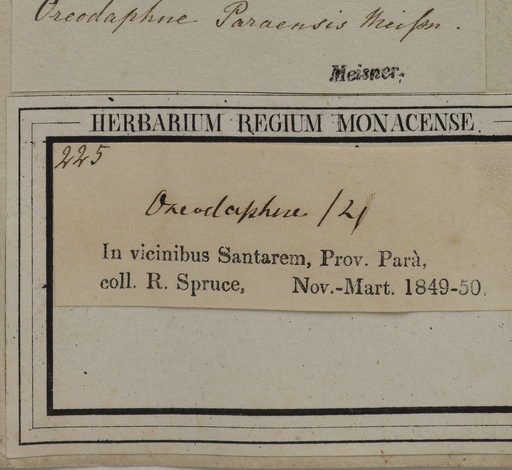 Oreodaphne Paraensis Meißn.
Meisner.
HERBARIUM REGIUM MONACENSE.
225
Oreodaphne /2/
In vicinibus Santarem, Prov. Parà,
coll. R. Spruce, Nov.-Mart. 1849-50.